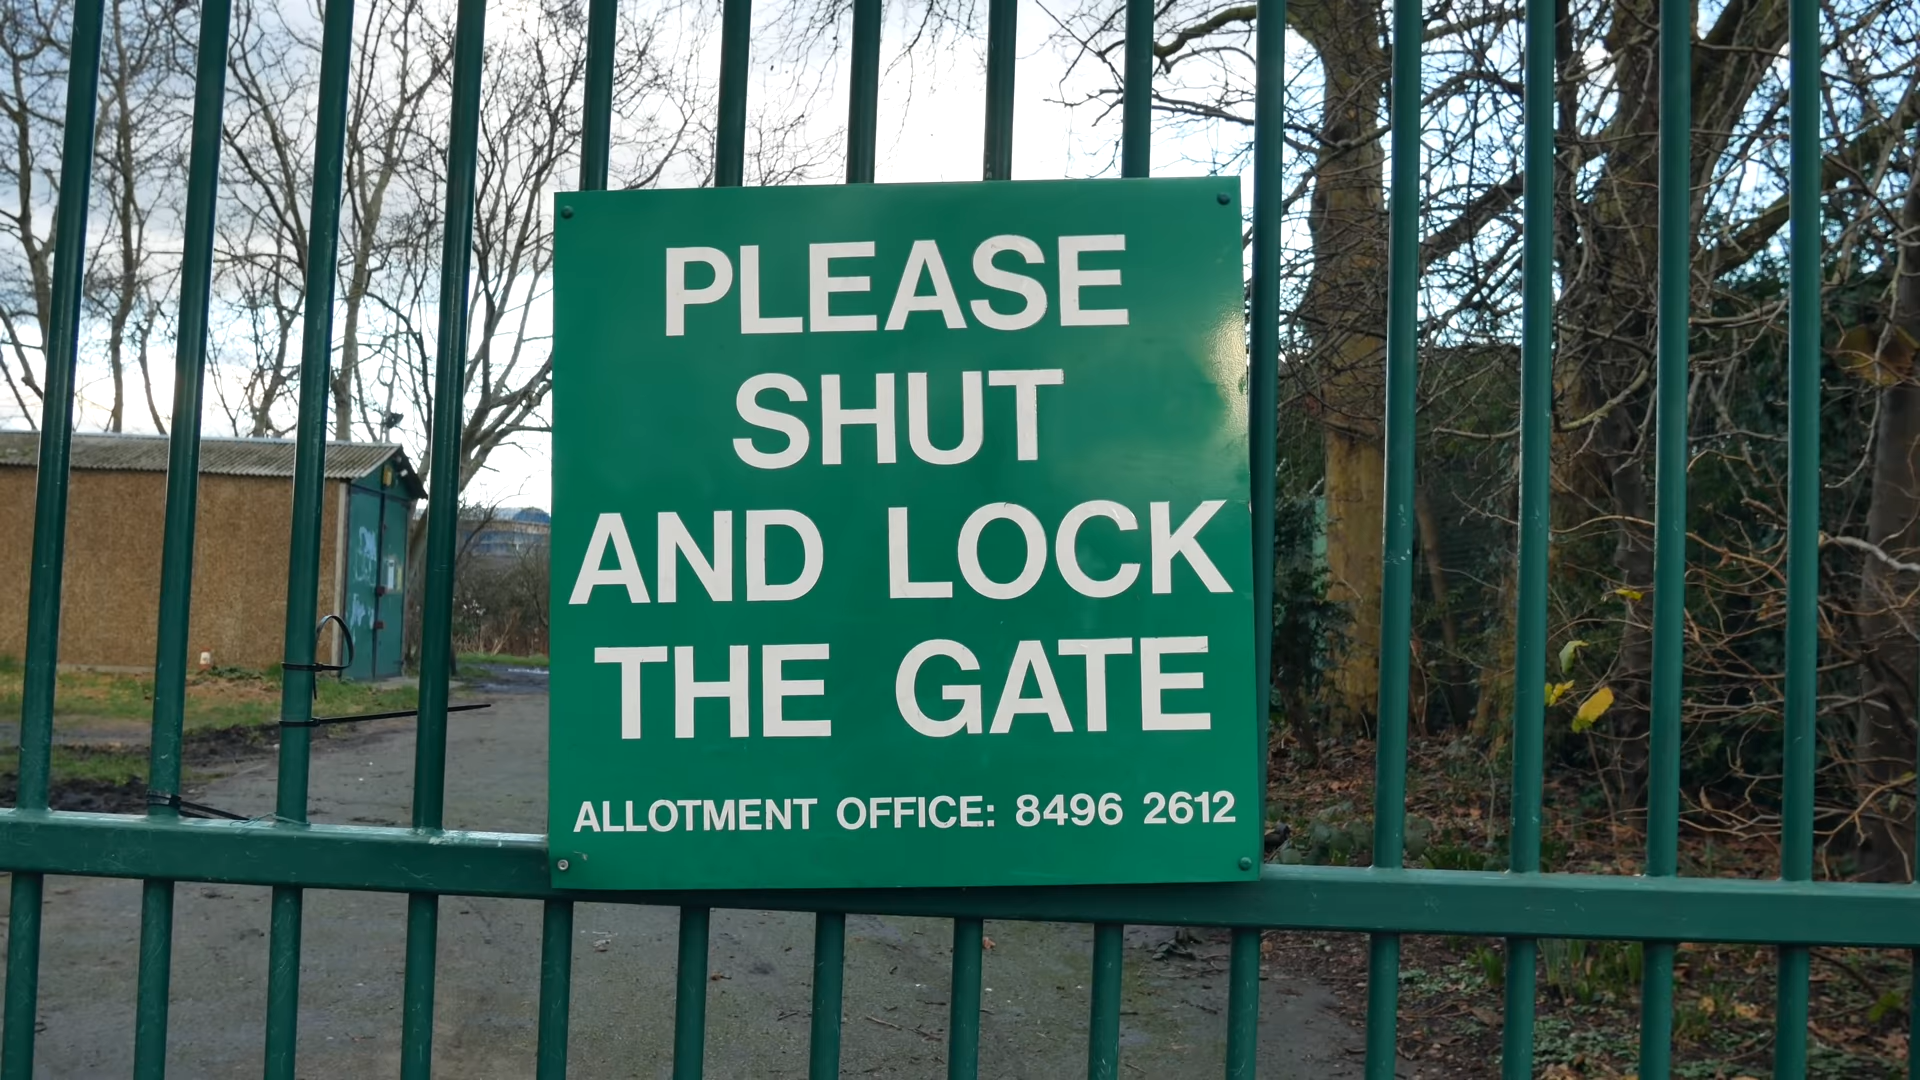 PLEASE
SHUT
AND LOCK
THE GATE
ALLOTMENT OFFICE: 8496 2612